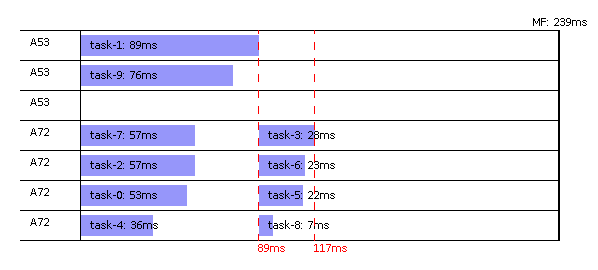 MF: 239ms
A53 task-1: 89ms
A53 task-9: 76ms
A53
A72 task-7: 57ms task-3: 28ms
A72 task-2: 57ms task-6: 23ms
A72 task-0: 53ms task-5: 22ms
A72 task-4: 36ms task-8: 7ms
89ms 117ms